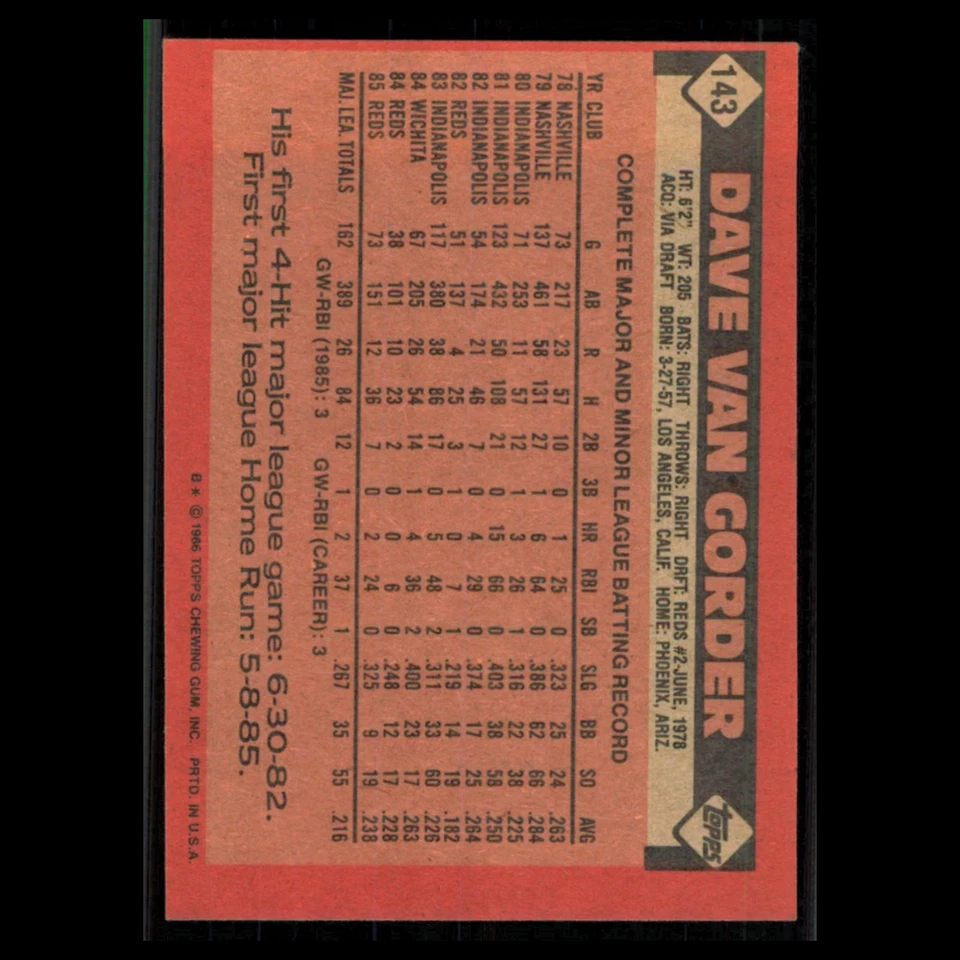 143
DAVE VAN GORDER
TOPPS
HT: 6'2" WT: 205 BATS: RIGHT THROWS: RIGHT DRFT: REDS #2-JUNE, 1978
ACQ: VIA DRAFT BORN: 3-27-57, LOS ANGELES, CALIF. HOME: PHOENIX, ARIZ.
COMPLETE MAJOR AND MINOR LEAGUE BATTING RECORD
YR CLUB G AB R H 2B 3B HR RBI SB SLG BB SO AVG
78 NASHVILLE 73 217 23 57 10 0 1 25 0 .323 25 24 .263
79 NASHVILLE 137 461 58 131 27 1 6 64 0 .386 62 66 .284
80 INDIANAPOLIS 71 253 11 57 12 1 3 26 1 .316 22 38 .225
81 INDIANAPOLIS 123 432 50 108 21 0 15 66 0 .403 38 58 .250
82 INDIANAPOLIS 54 174 21 46 7 0 4 29 0 .374 17 25 .264
82 REDS 51 137 4 25 3 1 0 7 1 .219 14 19 .182
83 INDIANAPOLIS 117 380 38 86 17 0 5 48 2 .311 33 60 .226
84 WICHITA 67 205 26 54 14 1 4 36 2 .400 23 17 .263
84 REDS 38 101 10 23 2 0 0 6 0 .248 12 17 .228
85 REDS 73 151 12 36 7 0 2 24 0 .325 9 19 .238
MAJ. LEA. TOTALS 162 389 26 84 12 1 2 37 1 .267 35 55 .216
GW-RBI (1985): 3 GW-RBI (CAREER): 3
His first 4-Hit major league game: 6-30-82.
First major league Home Run: 5-8-85.
B* © 1986 TOPPS CHEWING GUM, INC. PRTD. IN U.S.A.